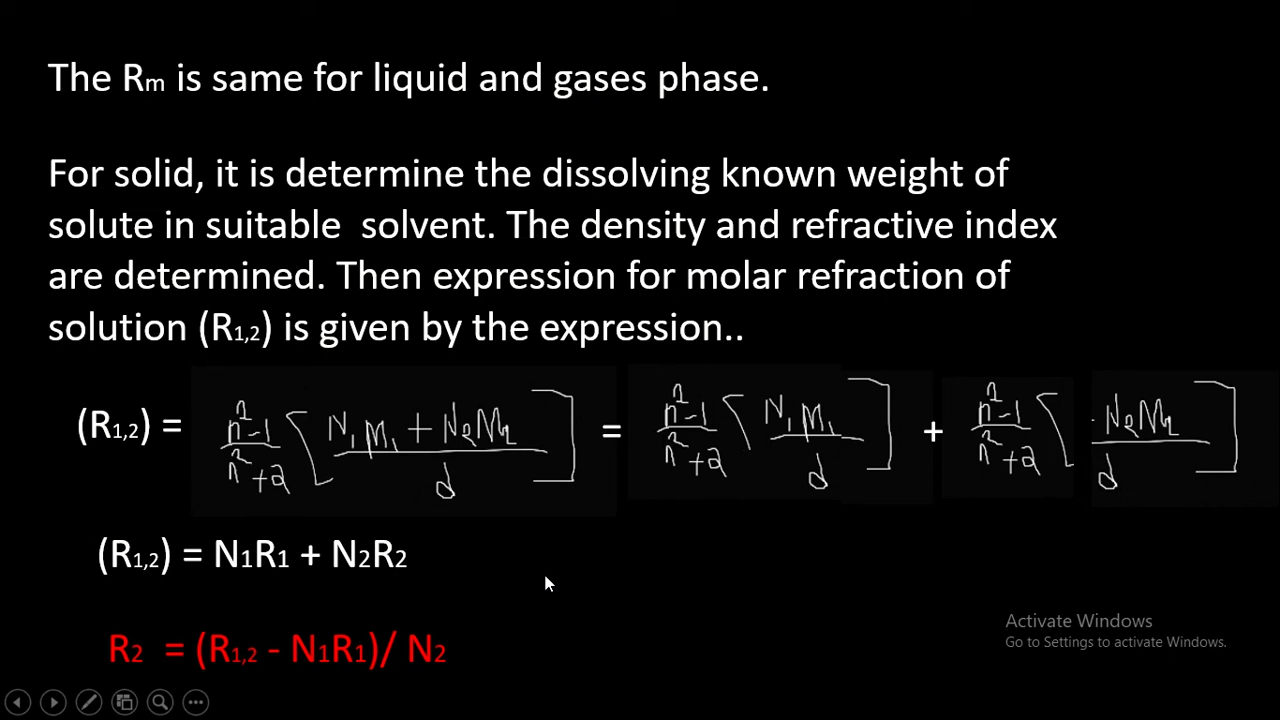 The Rm is same for liquid and gases phase.
For solid, it is determine the dissolving known weight of
solute in suitable solvent. The density and refractive index
are determined. Then expression for molar refraction of
solution (R1,2) is given by the expression..
(R1,2) = n²-1/n²+2 [N1M1 + N2M2/d] = n²-1/n²+2 [N1M1/d] + n²-1/n²+2 [N2M2/d]
(R1,2) = N1R1 + N2R2
R2 = (R1,2 - N1R1)/ N2
Activate Windows
Go to Settings to activate Windows.